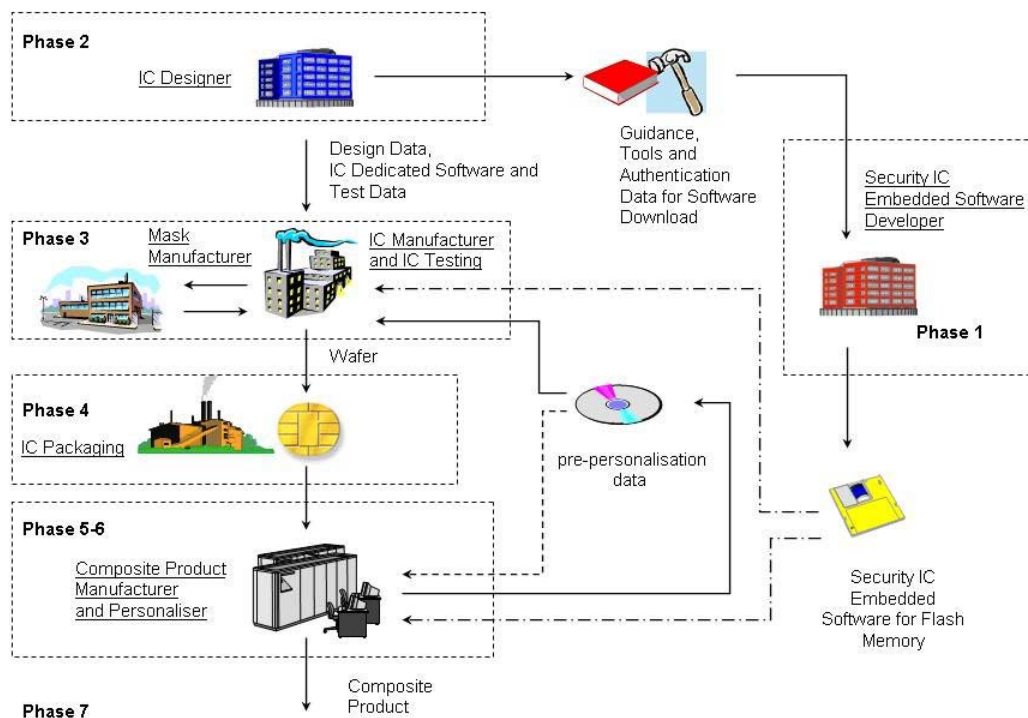 Phase 2
IC Designer
Guidance,
Tools and
Authentication
Data for Software
Download
Design Data,
IC Dedicated Software and
Test Data
Security IC
Embedded Software
Developer
Phase 1
Phase 3
Mask
Manufacturer
IC Manufacturer
and IC Testing
Wafer
Phase 4
IC Packaging
pre-personalisation
data
Phase 5-6
Composite Product
Manufacturer
and Personaliser
Security IC
Embedded
Software for Flash
Memory
Composite
Product
Phase 7